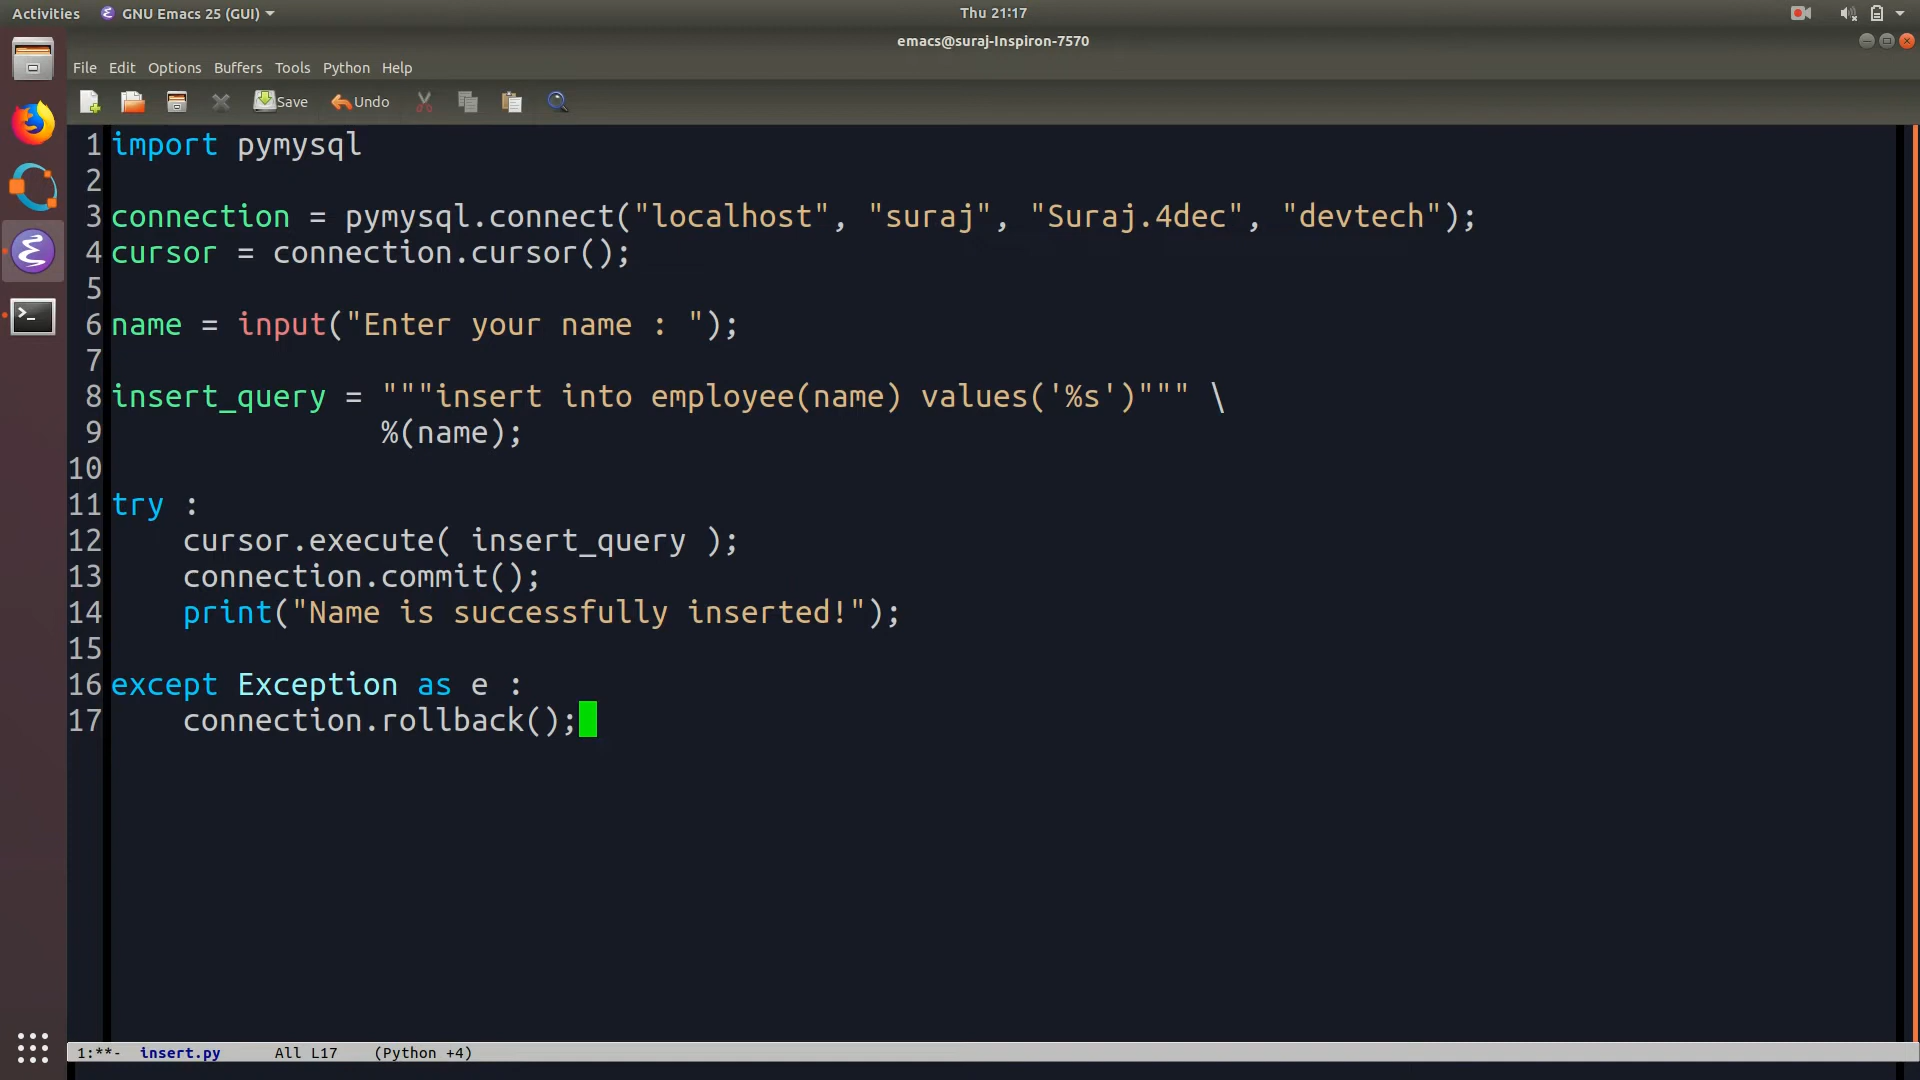 Activities GNU Emacs 25 (GUI) Thu 21:17
emacs@suraj-Inspiron-7570
File Edit Options Buffers Tools Python Help
Save Undo
1 import pymysql
2
3 connection = pymysql.connect("localhost", "suraj", "Suraj.4dec", "devtech");
4 cursor = connection.cursor();
5
6 name = input("Enter your name : ");
7
8 insert_query = """insert into employee(name) values('%s')""" \
9                %(name);
10
11 try :
12     cursor.execute( insert_query );
13     connection.commit();
14     print("Name is successfully inserted!");
15
16 except Exception as e :
17     connection.rollback();
1:**- insert.py All L17 (Python +4)